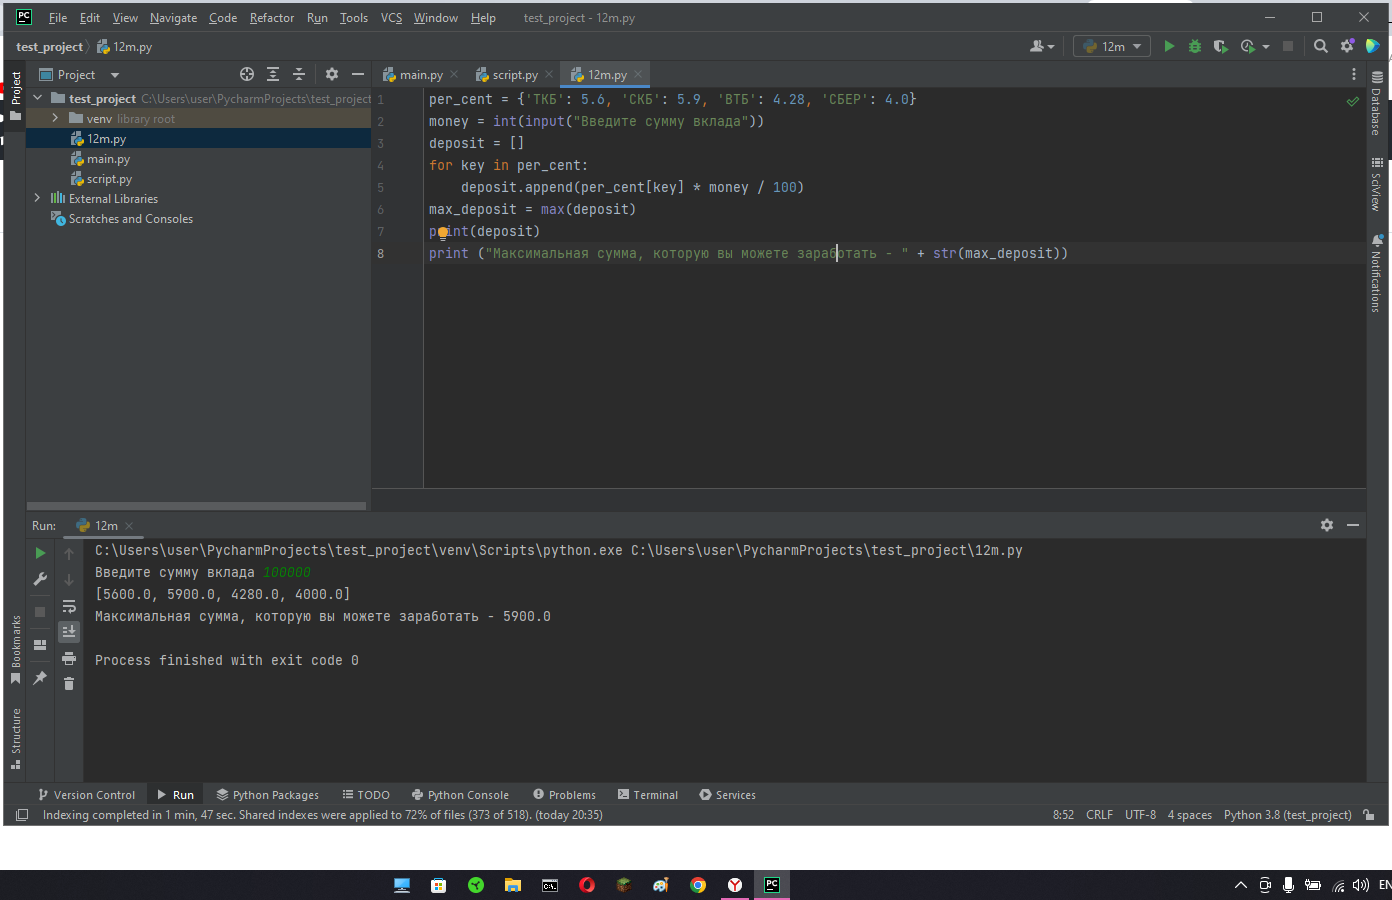 PC File Edit View Navigate Code Refactor Run Tools VCS Window Help test_project - 12m.py
test_project 12m.py 12m
Project
Project main.py script.py 12m.py
test_project C:\Users\user\PycharmProjects\test_project
venv library root
12m.py
main.py
script.py
External Libraries
Scratches and Consoles
1 per_cent = {'ТКБ': 5.6, 'СКБ': 5.9, 'ВТБ': 4.28, 'СБЕР': 4.0}
2 money = int(input("Введите сумму вклада"))
3 deposit = []
4 for key in per_cent:
5 deposit.append(per_cent[key] * money / 100)
6 max_deposit = max(deposit)
7 print(deposit)
8 print ("Максимальная сумма, которую вы можете заработать - " + str(max_deposit))
Database
SciView
Notifications
Run: 12m
C:\Users\user\PycharmProjects\test_project\venv\Scripts\python.exe C:\Users\user\PycharmProjects\test_project\12m.py
Введите сумму вклада 100000
[5600.0, 5900.0, 4280.0, 4000.0]
Максимальная сумма, которую вы можете заработать - 5900.0
Process finished with exit code 0
Bookmarks
Structure
Version Control Run Python Packages TODO Python Console Problems Terminal Services
Indexing completed in 1 min, 47 sec. Shared indexes were applied to 72% of files (373 of 518). (today 20:35) 8:52 CRLF UTF-8 4 spaces Python 3.8 (test_project)
PC EN